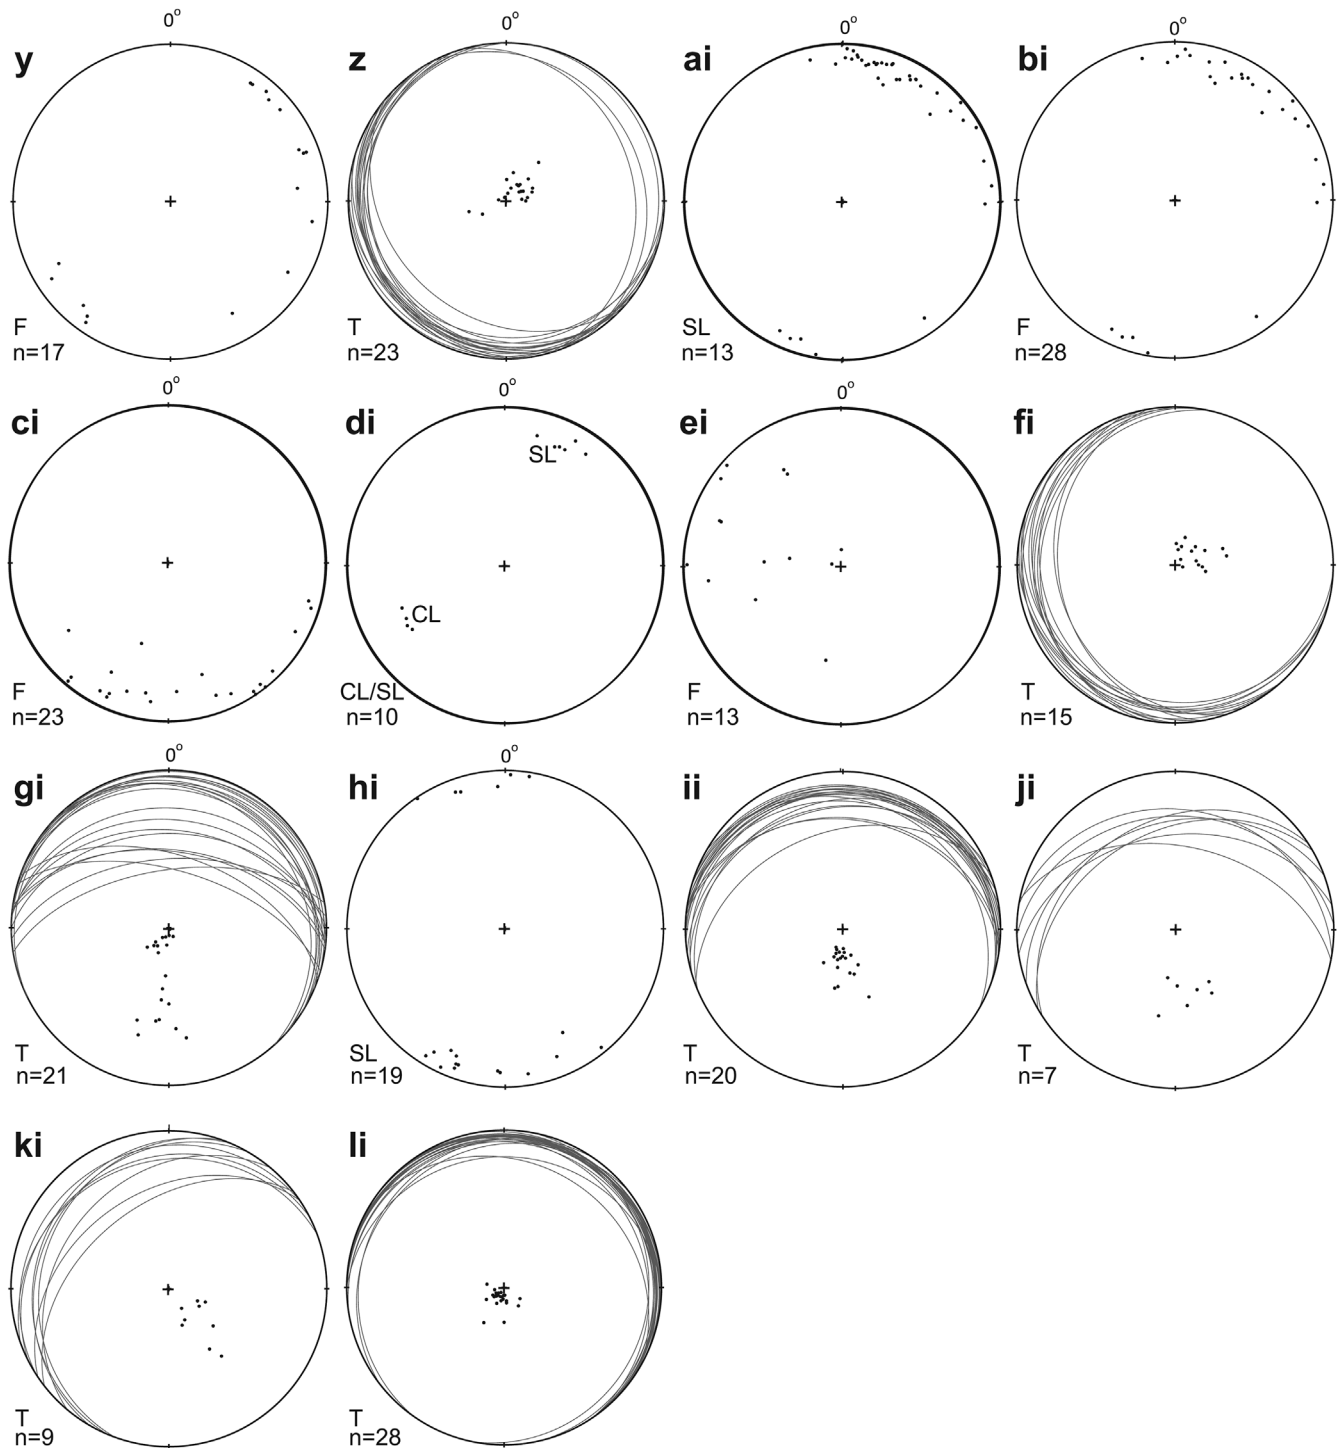 0°
0°
0°
0°
y
z
ai
bi
F
n=17
T
n=23
SL
n=13
F
n=28
0°
0°
0°
ci
di
ei
fi
SL
CL
F
n=23
CL/SL
n=10
F
n=13
T
n=15
0°
0°
gi
hi
ii
ji
T
n=21
SL
n=19
T
n=20
T
n=7
ki
li
T
n=9
T
n=28